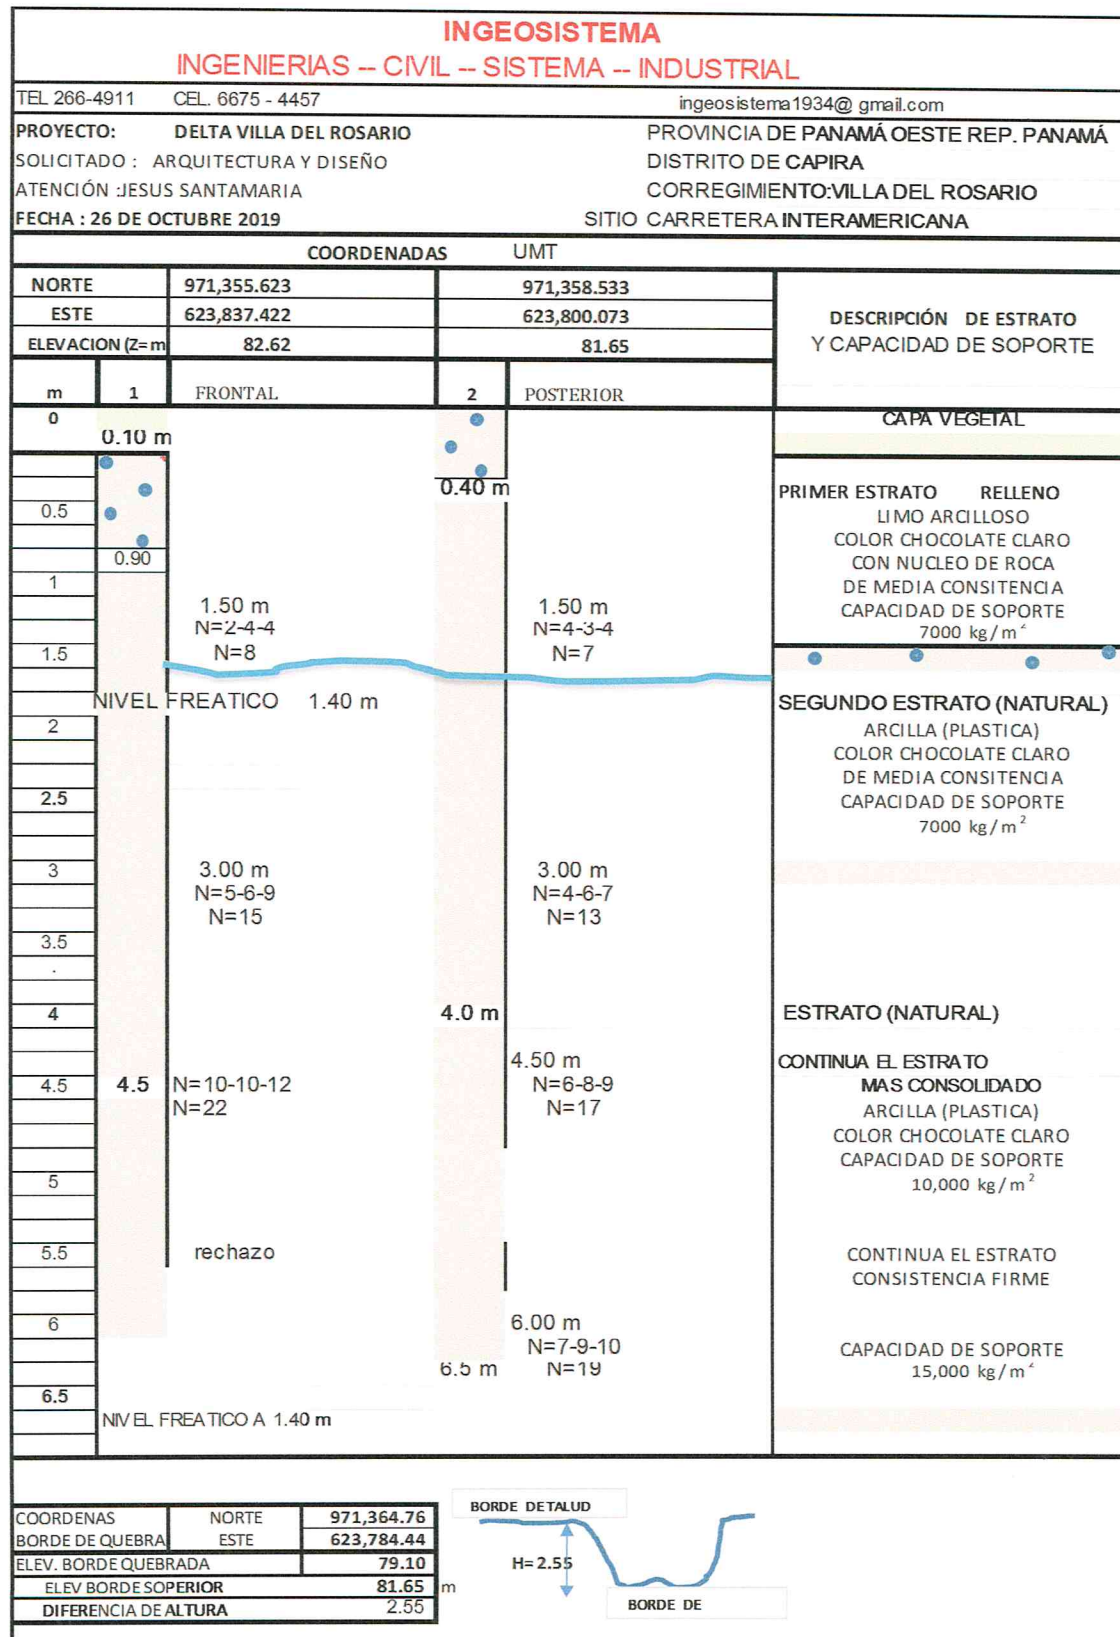 INGEOSISTEMA
INGENIERIAS -- CIVIL -- SISTEMA -- INDUSTRIAL
TEL 266-4911 CEL. 6675 - 4457 ingeosistema1934@ gmail.com
PROYECTO: DELTA VILLA DEL ROSARIO PROVINCIA DE PANAMÁ OESTE REP. PANAMÁ
SOLICITADO : ARQUITECTURA Y DISEÑO DISTRITO DE CAPIRA
ATENCIÓN :JESUS SANTAMARIA CORREGIMIENTO:VILLA DEL ROSARIO
FECHA : 26 DE OCTUBRE 2019 SITIO CARRETERA INTERAMERICANA
COORDENADAS UMT
NORTE 971,355.623 971,358.533
ESTE 623,837.422 623,800.073
ELEVACION (Z=m 82.62 81.65
DESCRIPCIÓN DE ESTRATO
Y CAPACIDAD DE SOPORTE
m 1 FRONTAL 2 POSTERIOR
0 CAPA VEGETAL
0.10 m
0.40 m
PRIMER ESTRATO RELLENO
0.5 LIMO ARCILLOSO
COLOR CHOCOLATE CLARO
0.90 CON NUCLEO DE ROCA
1 DE MEDIA CONSITENCIA
1.50 m 1.50 m CAPACIDAD DE SOPORTE
N=2-4-4 N=4-3-4 7000 kg/m²
1.5 N=8 N=7
NIVEL FREATICO 1.40 m SEGUNDO ESTRATO (NATURAL)
2 ARCILLA (PLASTICA)
COLOR CHOCOLATE CLARO
DE MEDIA CONSITENCIA
2.5 CAPACIDAD DE SOPORTE
7000 kg/m²
3 3.00 m 3.00 m
N=5-6-9 N=4-6-7
N=15 N=13
3.5
.
4 4.0 m ESTRATO (NATURAL)
4.50 m CONTINUA EL ESTRATO
4.5 4.5 N=10-10-12 N=6-8-9 MAS CONSOLIDADO
N=22 N=17 ARCILLA (PLASTICA)
COLOR CHOCOLATE CLARO
CAPACIDAD DE SOPORTE
5 10,000 kg/m²
5.5 rechazo CONTINUA EL ESTRATO
CONSISTENCIA FIRME
6 6.00 m
N=7-9-10 CAPACIDAD DE SOPORTE
6.5 m N=19 15,000 kg/m²
6.5
NIVEL FREATICO A 1.40 m
COORDENAS NORTE 971,364.76
BORDE DE QUEBRA ESTE 623,784.44
ELEV. BORDE QUEBRADA 79.10
ELEV BORDE SOPERIOR 81.65 m
DIFERENCIA DE ALTURA 2.55
BORDE DE TALUD
H= 2.55
BORDE DE